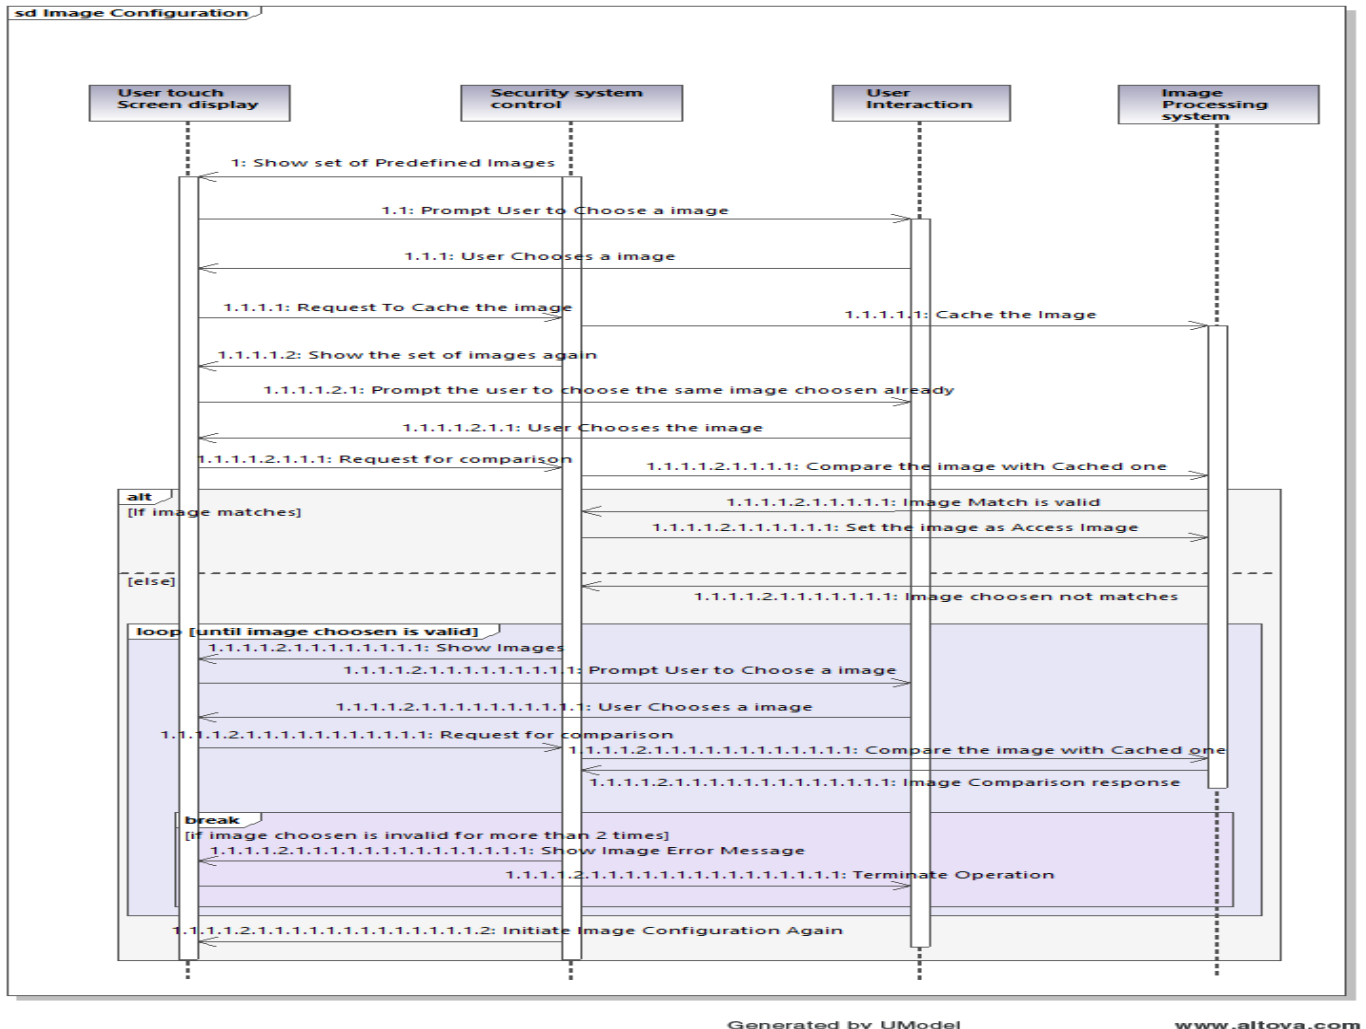 sd Image Configuration
User touch
Screen display
Security system
control
User
Interaction
Image
Processing
system
1: Show set of Predefined Images
1.1: Prompt User to Choose a image
1.1.1: User Chooses a image
1.1.1.1: Request To Cache the image
1.1.1.1.1: Cache the Image
1.1.1.1.2: Show the set of images again
1.1.1.1.2.1: Prompt the user to choose the same image choosen already
1.1.1.1.2.1.1: User Chooses the image
1.1.1.1.2.1.1.1: Request for comparison
1.1.1.1.2.1.1.1.1: Compare the image with Cached one
alt
[If image matches]
1.1.1.1.2.1.1.1.1.1: Image Match is valid
1.1.1.1.2.1.1.1.1.1.1: Set the image as Access Image
[else]
1.1.1.1.2.1.1.1.1.1.1.1: Image choosen not matches
loop [until image choosen is valid]
1.1.1.1.2.1.1.1.1.1.1.1.1: Show Images
1.1.1.1.2.1.1.1.1.1.1.1.1.1: Prompt User to Choose a image
1.1.1.1.2.1.1.1.1.1.1.1.1.1.1: User Chooses a image
1.1.1.1.2.1.1.1.1.1.1.1.1.1.1.1: Request for comparison
1.1.1.1.2.1.1.1.1.1.1.1.1.1.1.1.1: Compare the image with Cached one
1.1.1.1.2.1.1.1.1.1.1.1.1.1.1.1.1.1: Image Comparison response
break
[if image choosen is invalid for more than 2 times]
1.1.1.1.2.1.1.1.1.1.1.1.1.1.1.1.1.1.1: Show Image Error Message
1.1.1.1.2.1.1.1.1.1.1.1.1.1.1.1.1.1.1.1: Terminate Operation
1.1.1.1.2.1.1.1.1.1.1.1.1.1.1.1.1.1.2: Initiate Image Configuration Again
Generated by UModel
www.altova.com